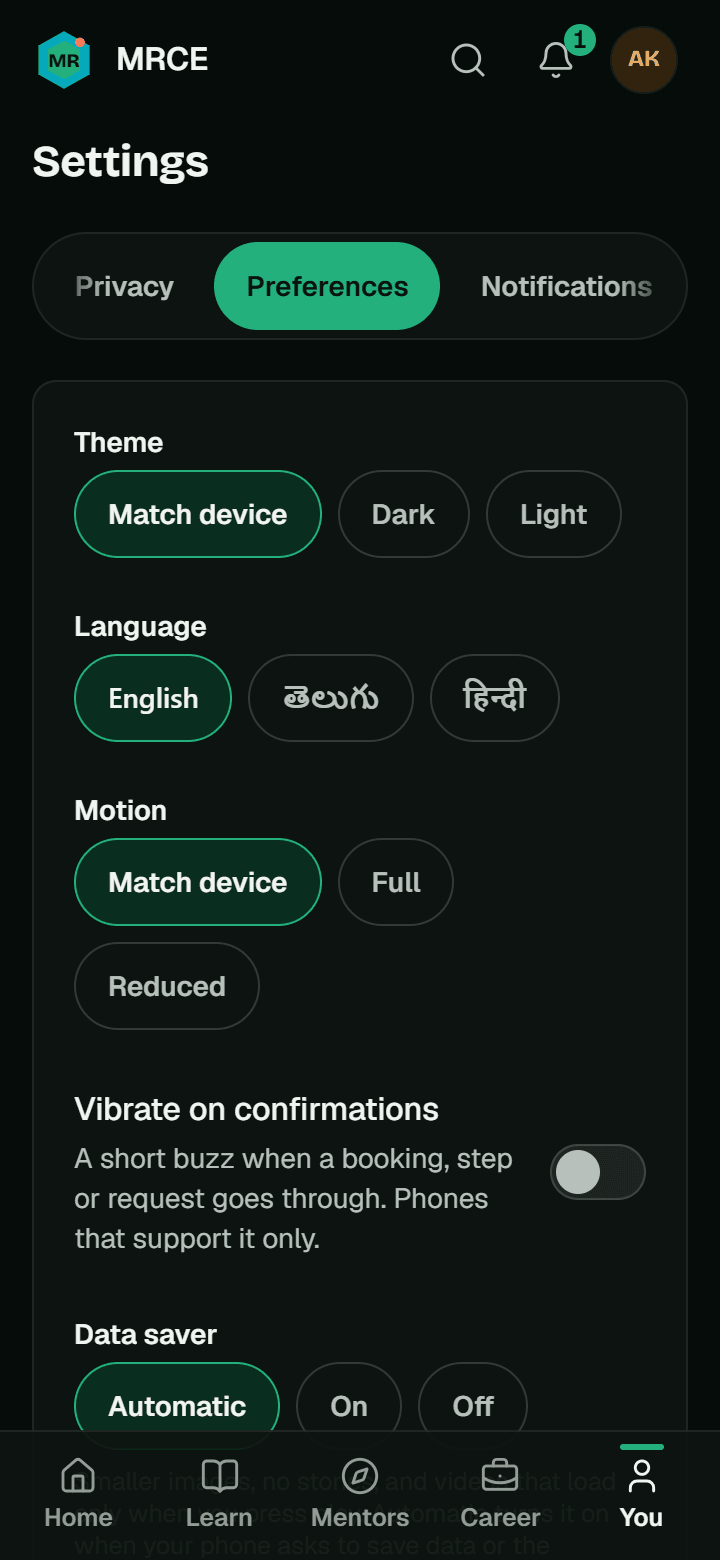 MR
MRCE
1
AK
Settings
Privacy
Preferences
Notifications
Theme
Match device
Dark
Light
Language
English
తెలుగు
हिन्दी
Motion
Match device
Full
Reduced
Vibrate on confirmations
A short buzz when a booking, step
or request goes through. Phones
that support it only.
Data saver
Automatic
On
Off
Home
Learn
Mentors
Career
You